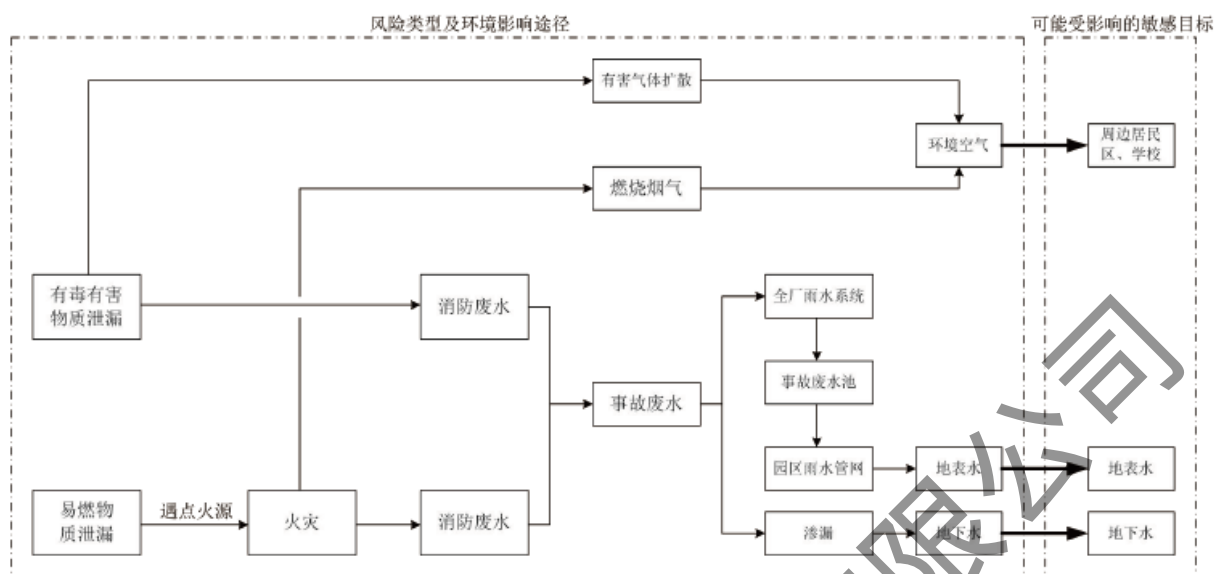 风险类型及环境影响途径
可能受影响的敏感目标
有害气体扩散
环境空气
周边居民
区、学校
燃烧烟气
有毒有害
物质泄漏
消防废水
全厂雨水系统
事故废水池
事故废水
园区雨水管网
地表水
地表水
易燃物
质泄漏
遇点火源
火灾
消防废水
渗漏
地下水
地下水
限公司